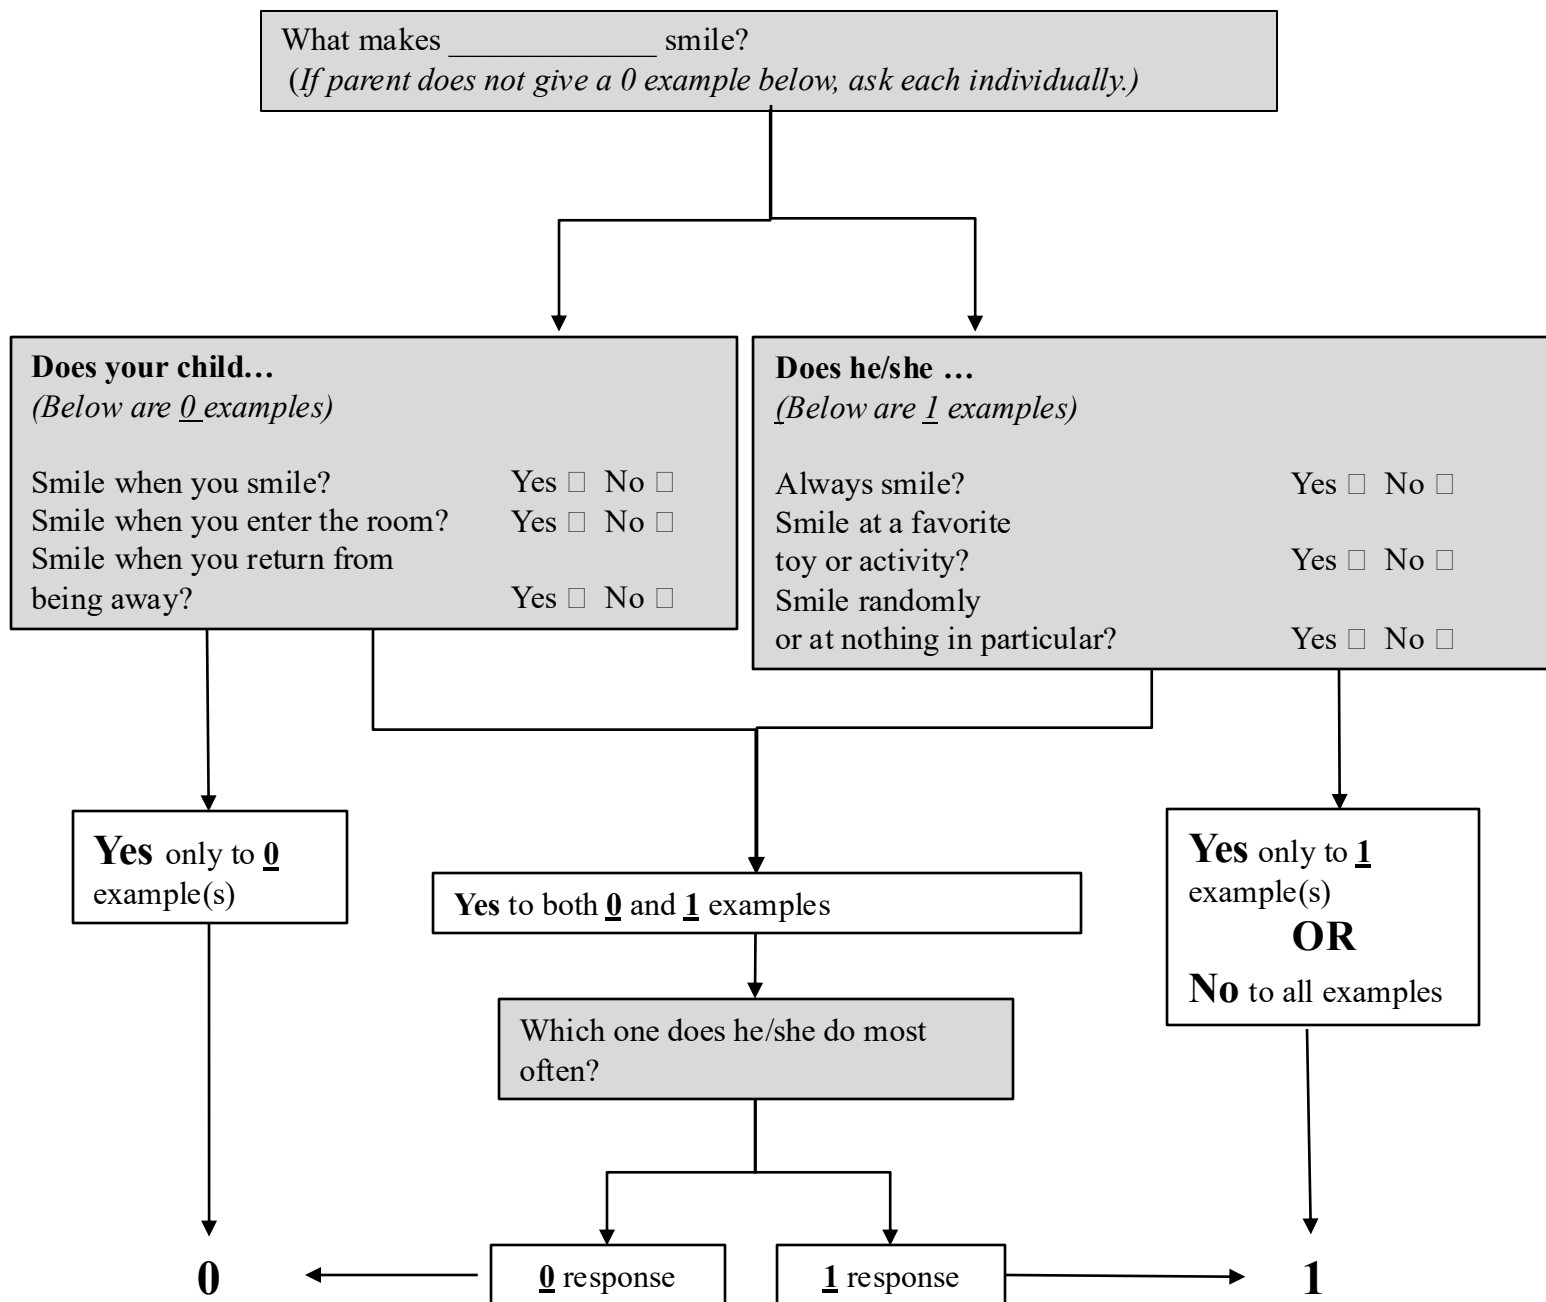 What makes _____________ smile?
(If parent does not give a 0 example below, ask each individually.)
Does your child…
(Below are 0 examples)
Smile when you smile? Yes □ No □
Smile when you enter the room? Yes □ No □
Smile when you return from
being away? Yes □ No □
Does he/she …
(Below are 1 examples)
Always smile? Yes □ No □
Smile at a favorite
toy or activity? Yes □ No □
Smile randomly
or at nothing in particular? Yes □ No □
Yes only to 0
example(s)
Yes to both 0 and 1 examples
Yes only to 1
example(s)
OR
No to all examples
Which one does he/she do most
often?
0
0 response
1 response
1